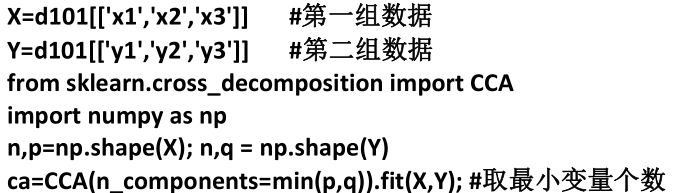 X=d101[['x1','x2','x3']] #第一组数据
Y=d101[['y1','y2','y3']] #第二组数据
from sklearn.cross_decomposition import CCA
import numpy as np
n,p=np.shape(X); n,q = np.shape(Y)
ca=CCA(n_components=min(p,q)).fit(X,Y); #取最小变量个数